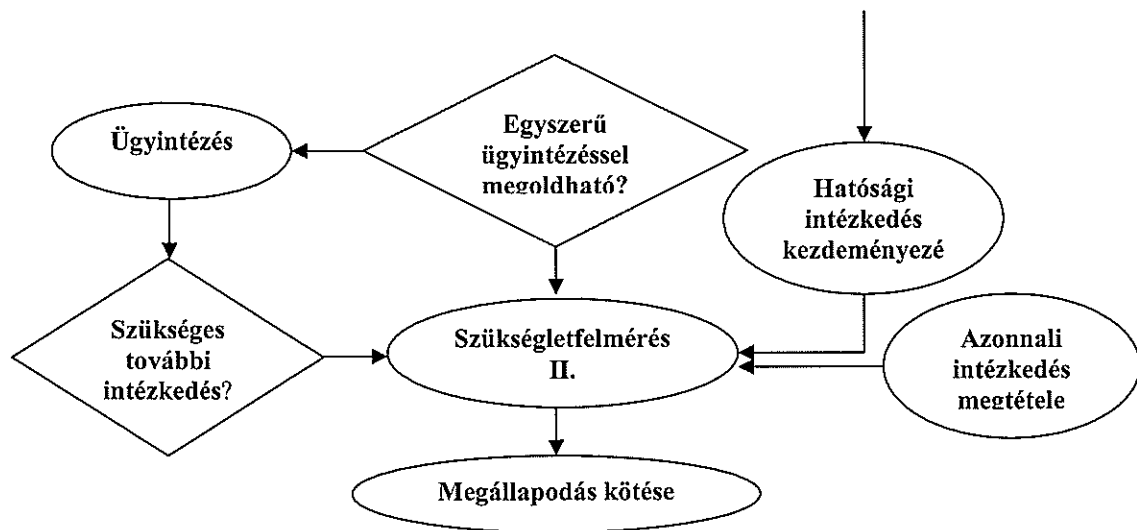 Ügyintézés
Egyszerű
ügyintézéssel
megoldható?
Hatósági
intézkedés
kezdeményezé
Szükséges
további
intézkedés?
Szükségletfelmérés
II.
Azonnali
intézkedés
megtétele
Megállapodás kötése